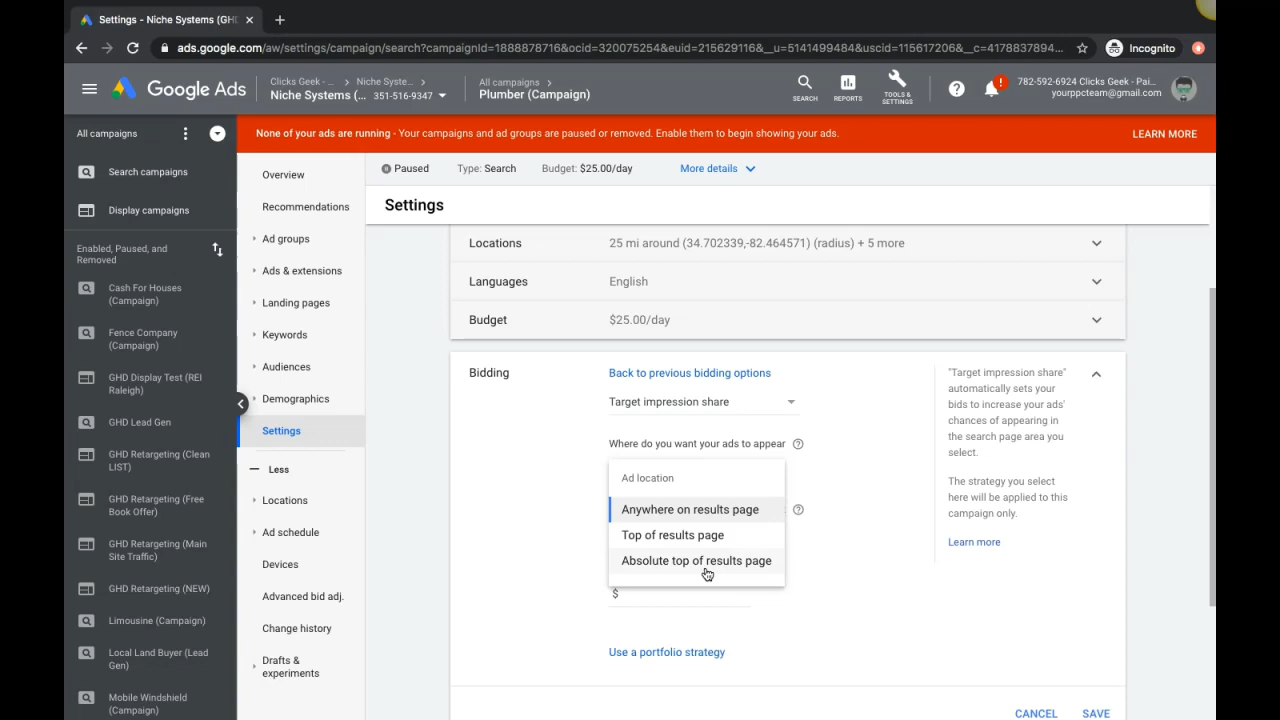 Settings - Niche Systems (GHD
ads.google.com/aw/settings/campaign/search?campaignId=1888878716&ocid=320075254&euid=215629116&__u=5141499484&uscid=115617206&__c=4178837894...
Incognito
Google Ads
Clicks Geek - ... > Niche Syste... >
Niche Systems (... 351-516-9347
All campaigns >
Plumber (Campaign)
SEARCH
REPORTS
TOOLS & SETTINGS
782-592-6924 Clicks Geek - Pai...
yourppcteam@gmail.com
All campaigns
None of your ads are running - Your campaigns and ad groups are paused or removed. Enable them to begin showing your ads.
LEARN MORE
Search campaigns
Display campaigns
Enabled, Paused, and
Removed
Cash For Houses
(Campaign)
Fence Company
(Campaign)
GHD Display Test (REI
Raleigh)
GHD Lead Gen
GHD Retargeting (Clean
LIST)
GHD Retargeting (Free
Book Offer)
GHD Retargeting (Main
Site Traffic)
GHD Retargeting (NEW)
Limousine (Campaign)
Local Land Buyer (Lead
Gen)
Mobile Windshield
(Campaign)
Overview
Recommendations
Ad groups
Ads & extensions
Landing pages
Keywords
Audiences
Demographics
Settings
Less
Locations
Ad schedule
Devices
Advanced bid adj.
Change history
Drafts &
experiments
Paused
Type: Search
Budget: $25.00/day
More details
Settings
Locations
25 mi around (34.702339,-82.464571) (radius) + 5 more
Languages
English
Budget
$25.00/day
Bidding
Back to previous bidding options
Target impression share
Where do you want your ads to appear
Ad location
Anywhere on results page
Top of results page
Absolute top of results page
$
Use a portfolio strategy
"Target impression share"
automatically sets your
bids to increase your ads'
chances of appearing in
the search page area you
select.
The strategy you select
here will be applied to this
campaign only.
Learn more
CANCEL
SAVE